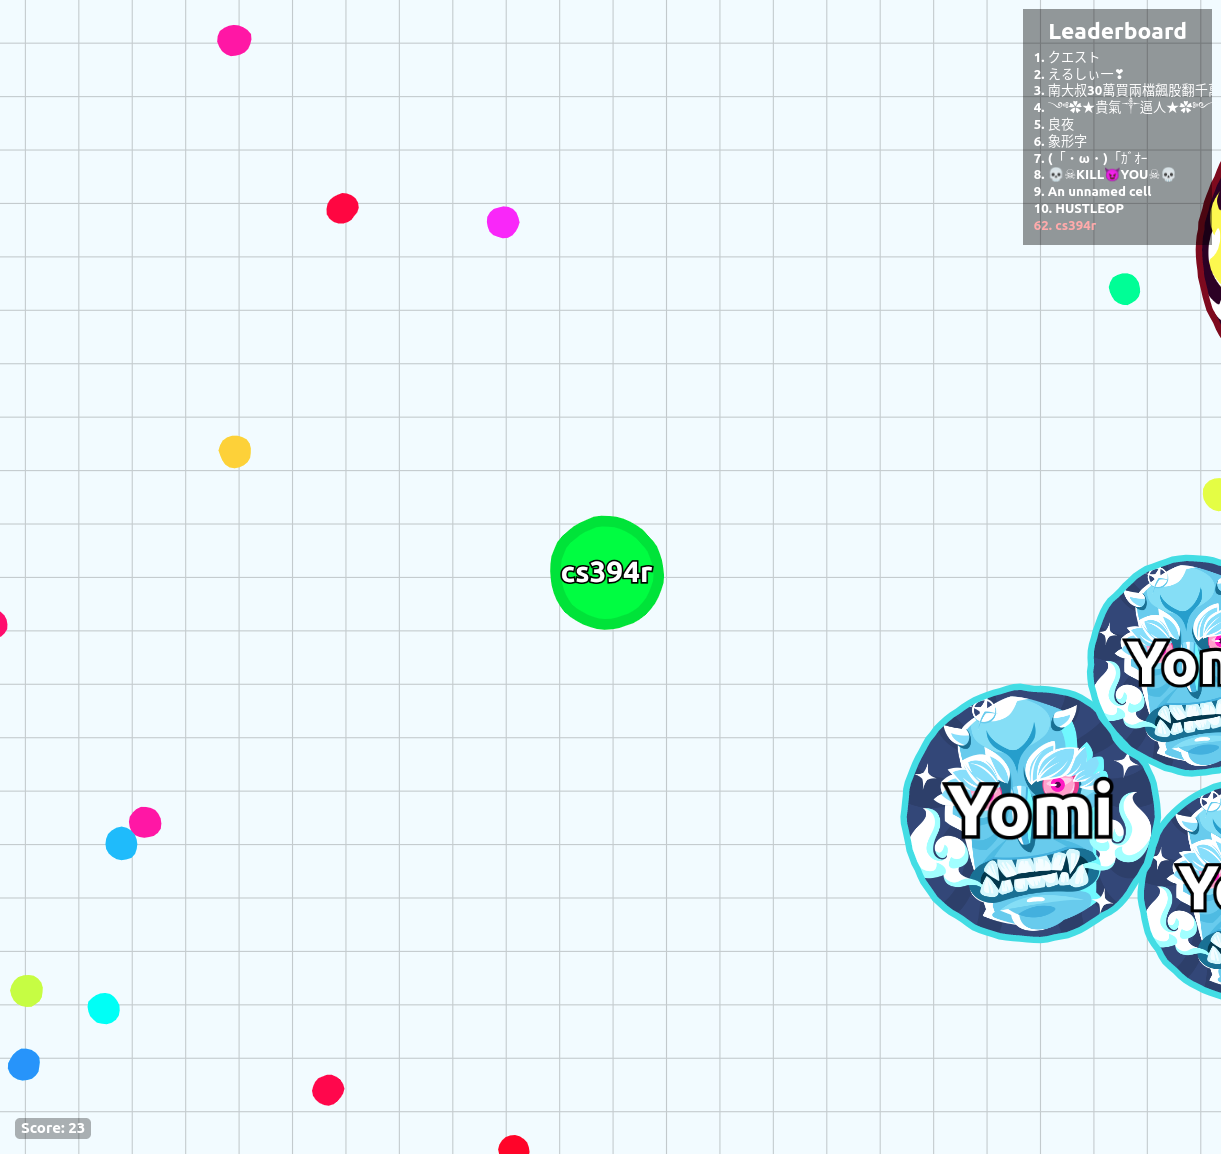 Leaderboard
1. クエスト
2. えるしぃー❣
3. 南大叔30萬買兩檔飆股翻千
4. ༺✿★貴氣╬逼人★✿༻
5. 良夜
6. 象形字
7. (「・ω・)「ｶﾞｵｰ
8. 💀☠KILL😈YOU☠💀
9. An unnamed cell
10. HUSTLEOP
62. cs394r
cs394r
Yomi
Score: 23